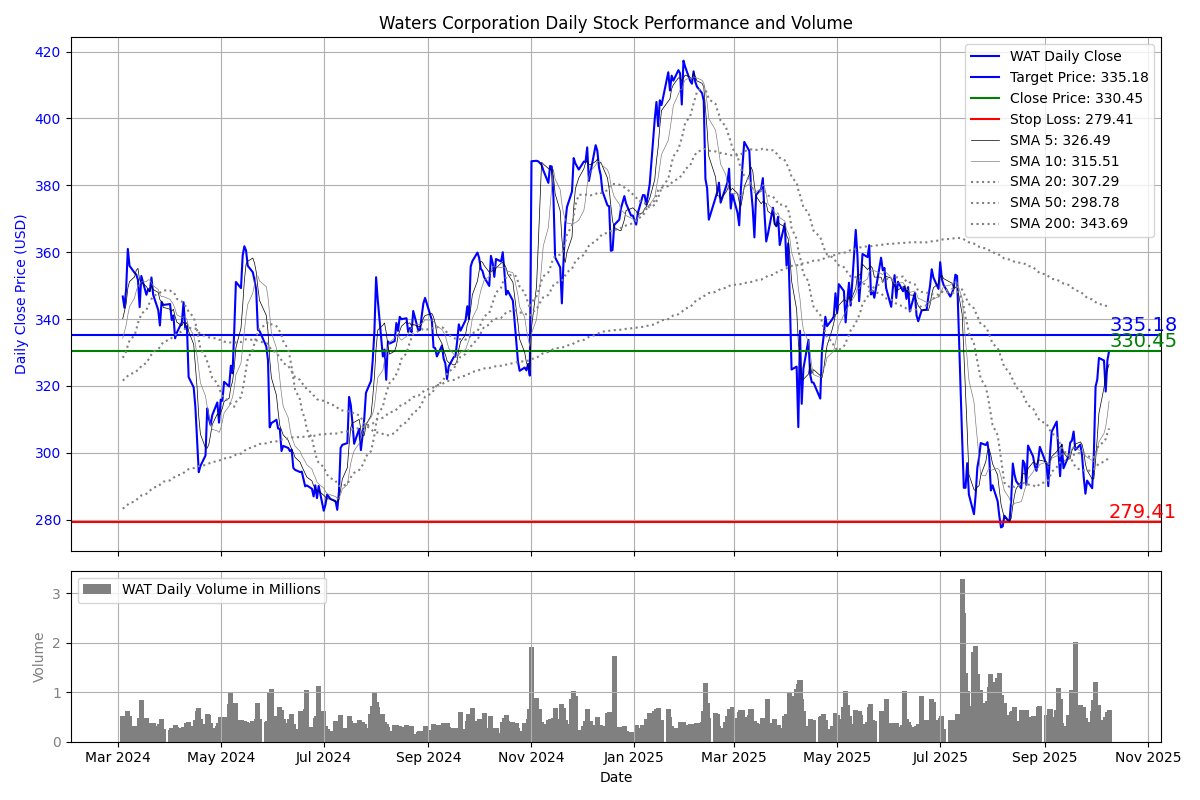 Waters Corporation Daily Stock Performance and Volume
Daily Close Price (USD)
420
400
380
360
340
320
300
280
WAT Daily Close
Target Price: 335.18
Close Price: 330.45
Stop Loss: 279.41
SMA 5: 326.49
SMA 10: 315.51
SMA 20: 307.29
SMA 50: 298.78
SMA 200: 343.69
335.18
330.45
279.41
WAT Daily Volume in Millions
Volume
3
2
1
0
Mar 2024 May 2024 Jul 2024 Sep 2024 Nov 2024 Jan 2025 Mar 2025 May 2025 Jul 2025 Sep 2025 Nov 2025
Date